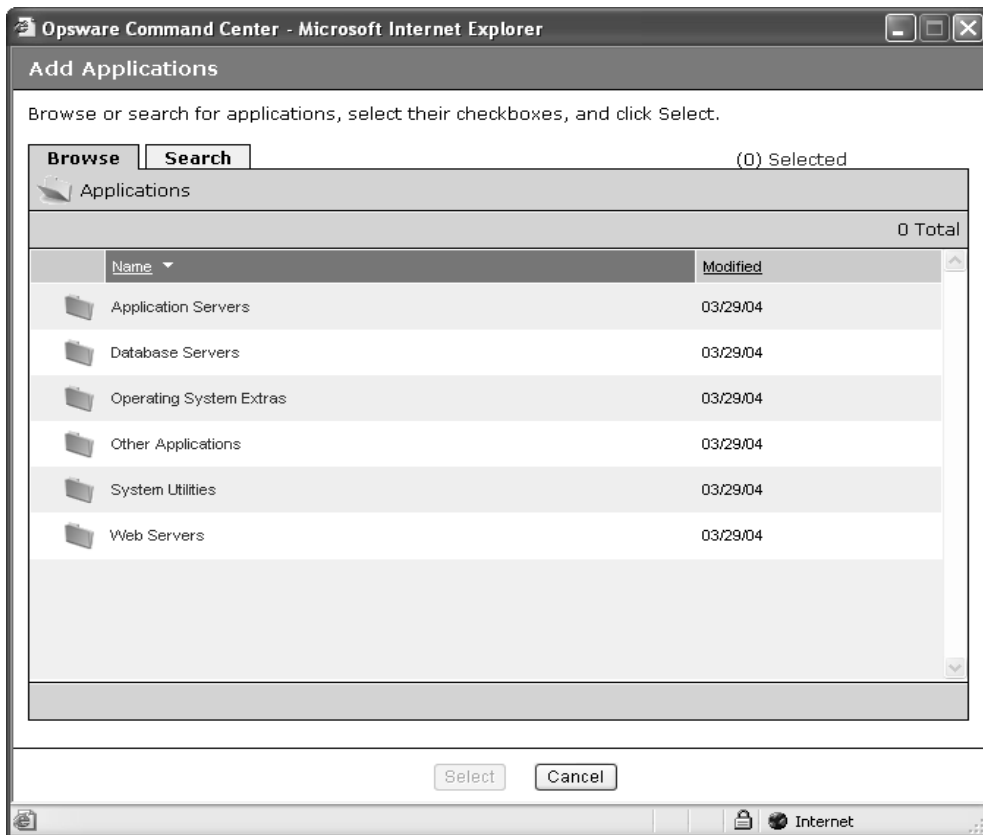 Opsware Command Center - Microsoft Internet Explorer
Add Applications
Browse or search for applications, select their checkboxes, and click Select.
Browse Search (0) Selected
Applications
0 Total
Name Modified
Application Servers 03/29/04
Database Servers 03/29/04
Operating System Extras 03/29/04
Other Applications 03/29/04
System Utilities 03/29/04
Web Servers 03/29/04
Select Cancel
Internet